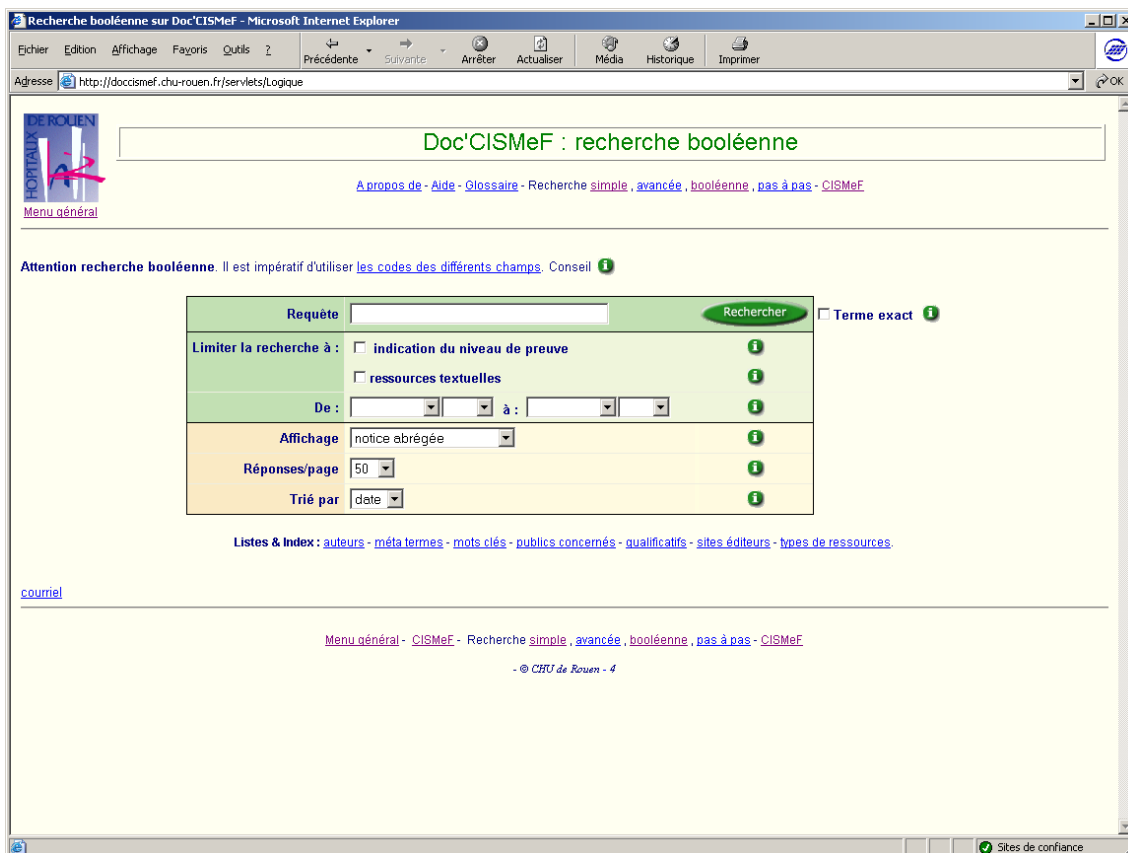 Recherche booléenne sur Doc'CISMeF - Microsoft Internet Explorer
Fichier Edition Affichage Favoris Outils ? Précédente Suivante Arrêter Actualiser Média Historique Imprimer
Adresse http://doccismef.chu-rouen.fr/servlets/Logique OK
HOPITAUX DE ROUEN
Doc'CISMeF : recherche booléenne
A propos de - Aide - Glossaire - Recherche simple , avancée , booléenne , pas à pas - CISMeF
Menu général
Attention recherche booléenne. Il est impératif d'utiliser les codes des différents champs. Conseil
Requête Rechercher Terme exact
Limiter la recherche à : indication du niveau de preuve
ressources textuelles
De : à :
Affichage notice abrégée
Réponses/page 50
Trié par date
Listes & Index : auteurs - méta termes - mots clés - publics concernés - qualificatifs - sites éditeurs - types de ressources.
courriel
Menu général - CISMeF - Recherche simple , avancée , booléenne , pas à pas - CISMeF
- © CHU de Rouen - 4
Sites de confiance